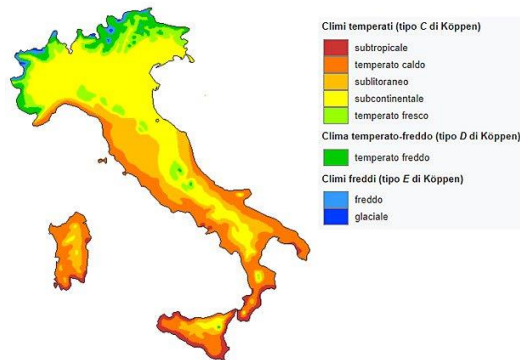 Climi temperati (tipo C di Köppen)
subtropicale
temperato caldo
sublitoraneo
subcontinentale
temperato fresco
Clima temperato-freddo (tipo D di Köppen)
temperato freddo
Climi freddi (tipo E di Köppen)
freddo
glaciale